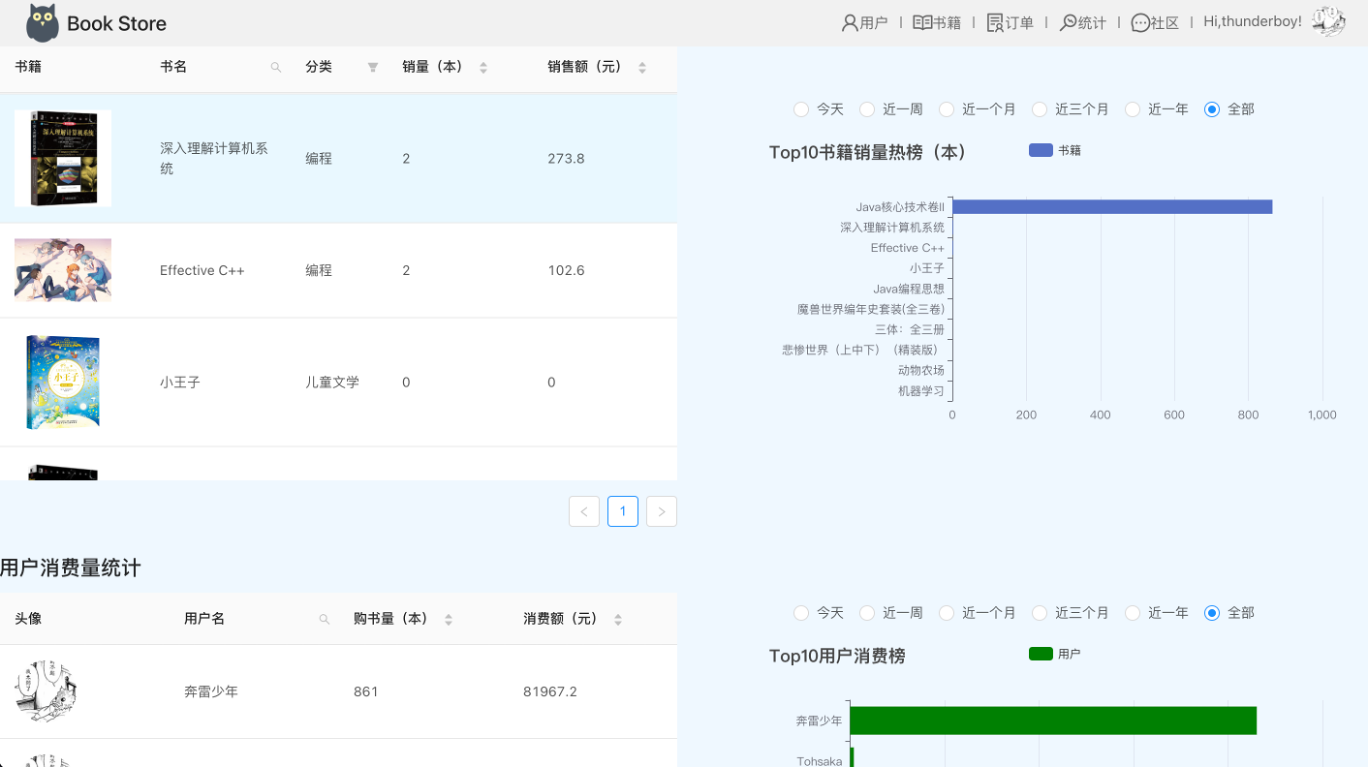 Book Store
用户 | 书籍 | 订单 | 统计 | 社区 | Hi,thunderboy!
书籍 书名 分类 销量（本） 销售额（元）
深入理解计算机系统 编程 2 273.8
Effective C++ 编程 2 102.6
小王子 儿童文学 0 0
< 1 >
今天 近一周 近一个月 近三个月 近一年 全部
Top10书籍销量热榜（本） 书籍
Java核心技术卷II
深入理解计算机系统
Effective C++
小王子
Java编程思想
魔兽世界编年史套装(全三卷)
三体：全三册
悲惨世界（上中下）（精装版）
动物农场
机器学习
0 200 400 600 800 1,000
用户消费量统计
头像 用户名 购书量（本） 消费额（元）
奔雷少年 861 81967.2
今天 近一周 近一个月 近三个月 近一年 全部
Top10用户消费榜 用户
奔雷少年
Tohsaka